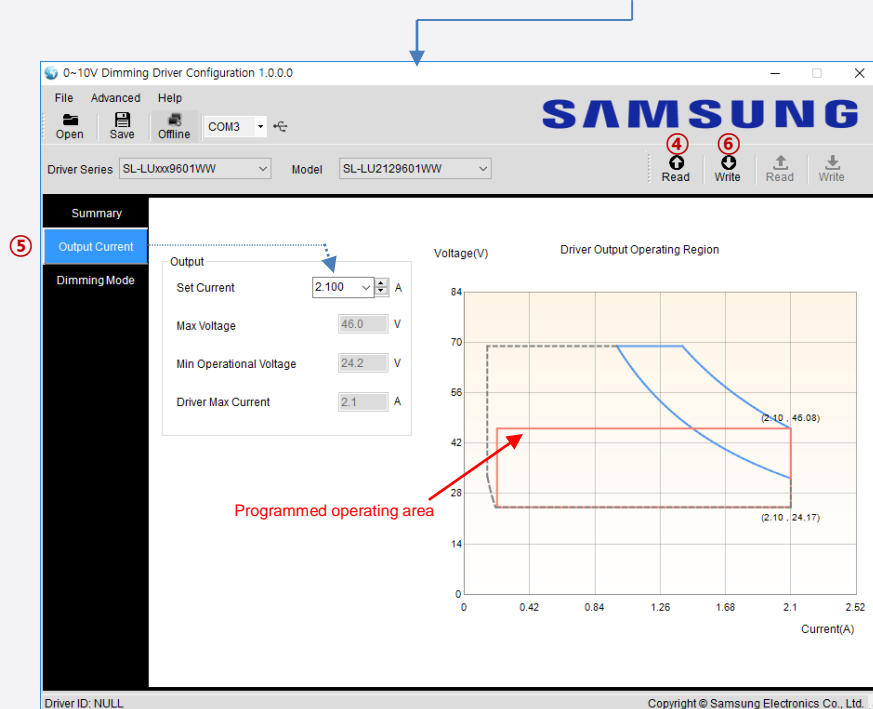 0~10V Dimming Driver Configuration 1.0.0.0
File Advanced Help
Open Save Offline COM3
SAMSUNG
④ ⑥
Driver Series SL-LUxxx9601WW Model SL-LU2129601WW Read Write Read Write
Summary
⑤ Output Current
Dimming Mode
Output
Set Current 2.100 A
Max Voltage 46.0 V
Min Operational Voltage 24.2 V
Driver Max Current 2.1 A
Programmed operating area
Voltage(V) Driver Output Operating Region
84
70
56
(2.10 , 46.08)
42
28
(2.10 , 24.17)
14
0
0 0.42 0.84 1.26 1.68 2.1 2.52
Current(A)
Driver ID: NULL Copyright © Samsung Electronics Co., Ltd.